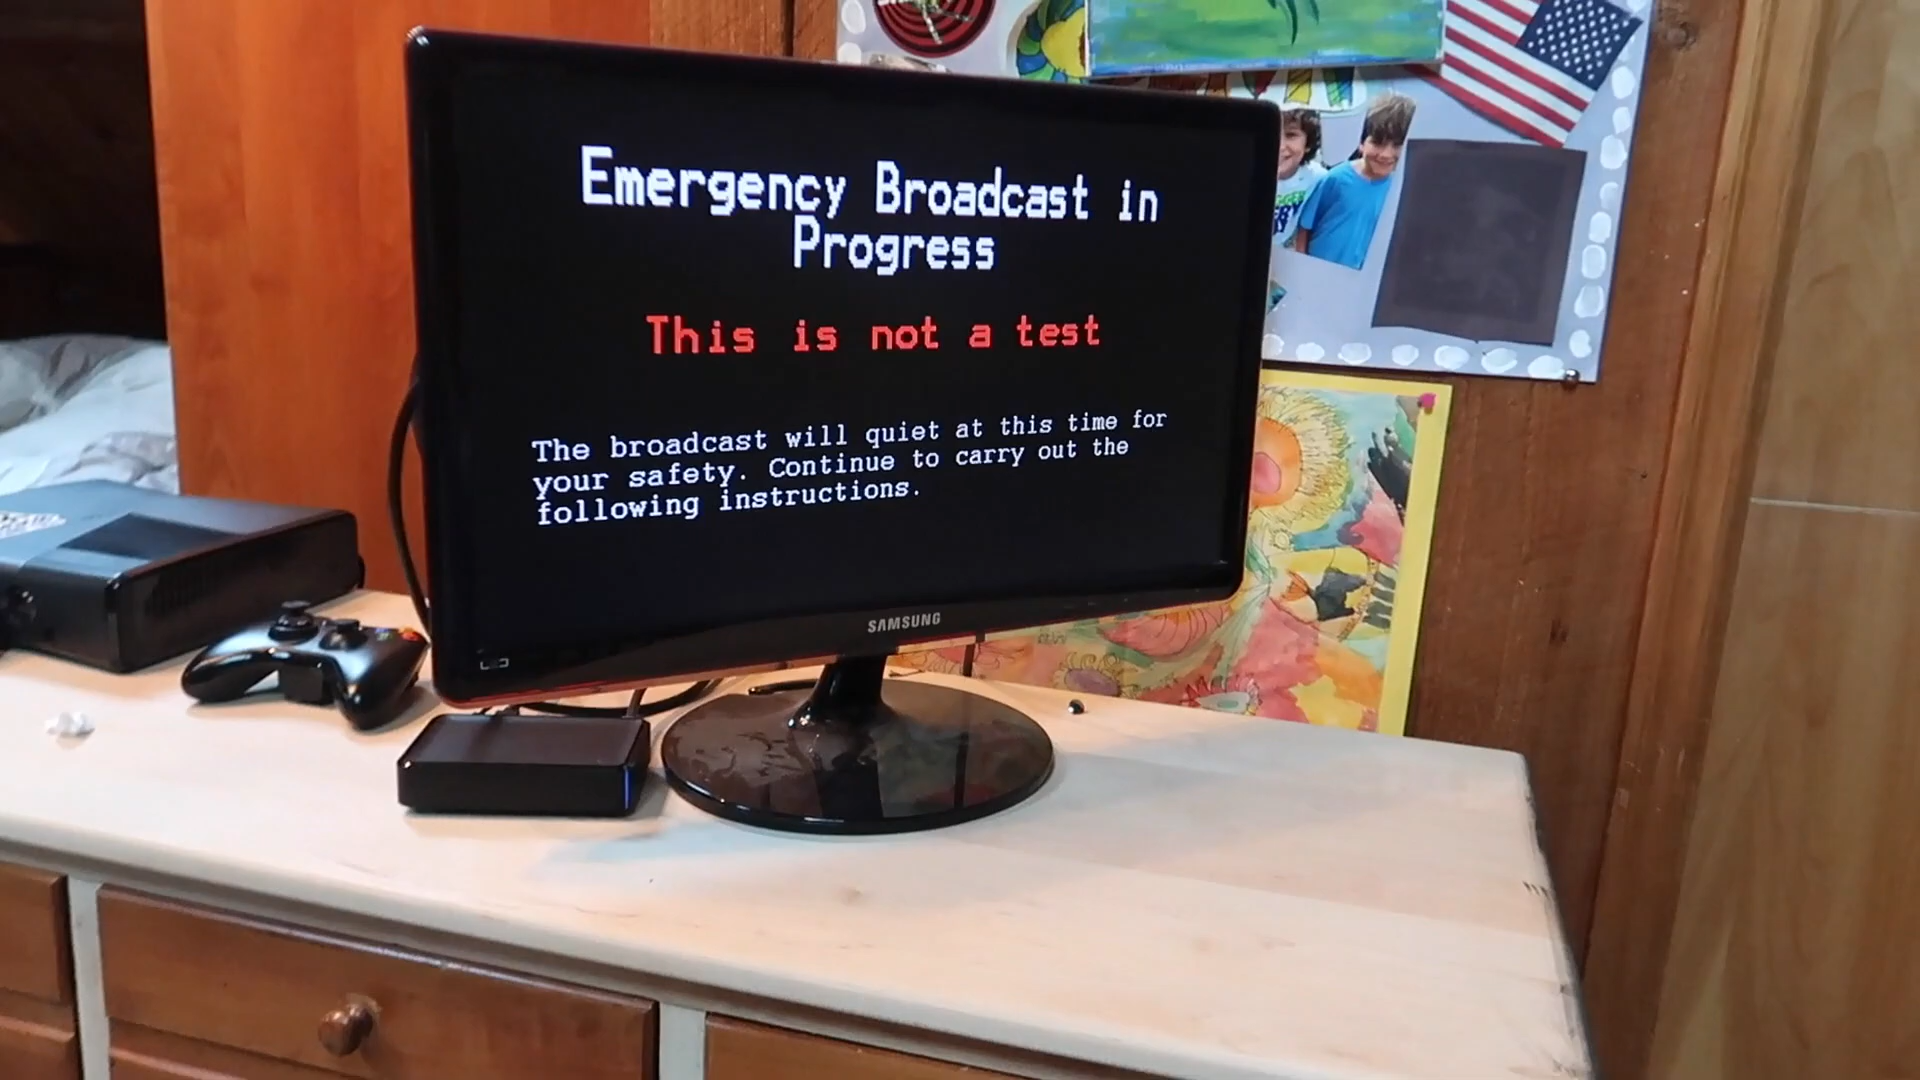 Emergency Broadcast in
Progress
This is not a test
The broadcast will quiet at this time for
your safety. Continue to carry out the
following instructions.
SAMSUNG